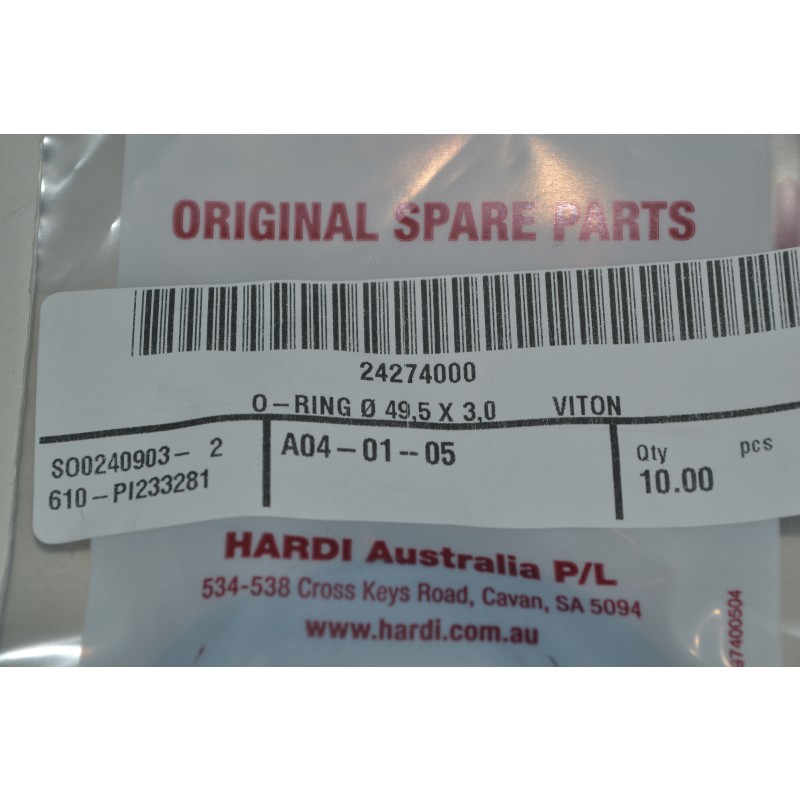 ORIGINAL SPARE PARTS
24274000
O-RING Ø 49,5 X 3,0 VITON
SO0240903- 2
610-PI233281
A04-01--05
Qty pcs
10.00
HARDI Australia P/L
534-538 Cross Keys Road, Cavan, SA 5094
www.hardi.com.au
97400504